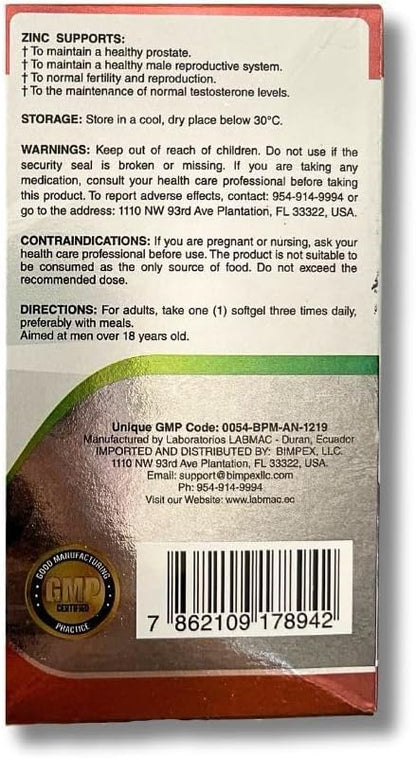 ZINC SUPPORTS:
† To maintain a healthy prostate.
† To maintain a healthy male reproductive system.
† To normal fertility and reproduction.
† To the maintenance of normal testosterone levels.
STORAGE: Store in a cool, dry place below 30°C.
WARNINGS: Keep out of reach of children. Do not use if the
security seal is broken or missing. If you are taking any
medication, consult your health care professional before taking
this product. To report adverse effects, contact: 954-914-9994 or
go to the address: 1110 NW 93rd Ave Plantation, FL 33322, USA.
CONTRAINDICATIONS: If you are pregnant or nursing, ask your
health care professional before use. The product is not suitable to
be consumed as the only source of food. Do not exceed the
recommended dose.
DIRECTIONS: For adults, take one (1) softgel three times daily,
preferably with meals.
Aimed at men over 18 years old.
Unique GMP Code: 0054-BPM-AN-1219
Manufactured by Laboratorios LABMAC - Duran, Ecuador
IMPORTED AND DISTRIBUTED BY: BIMPEX, LLC.
1110 NW 93rd Ave Plantation, FL 33322, USA.
Email: support@bimpexllc.com
Ph: 954-914-9994
Visit our Website: www.labmac.ec
GOOD MANUFACTURING
GMP
CERTIFIED
PRACTICE
7 862109 178942